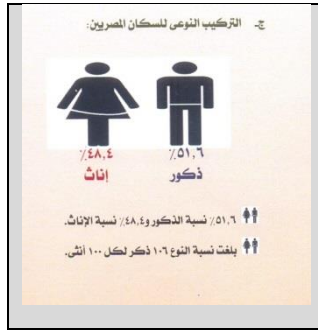 ج- التركيب النوعى للسكان المصريين:
٪٤٨,٤ ٪٥١,٦
إناث ذكور
٥١,٦٪ نسبة الذكور و٤٨,٤٪ نسبة الإناث.
بلغت نسبة النوع ١٠٦ ذكر لكل ١٠٠ أنثى.